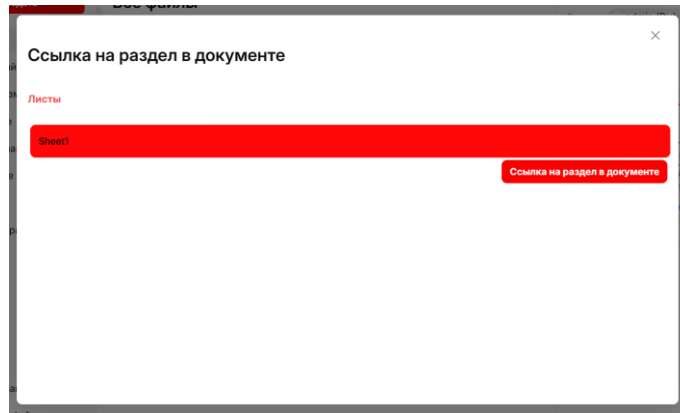 Все файлы
Ссылка на раздел в документе
Листы
Sheet1
Ссылка на раздел в документе